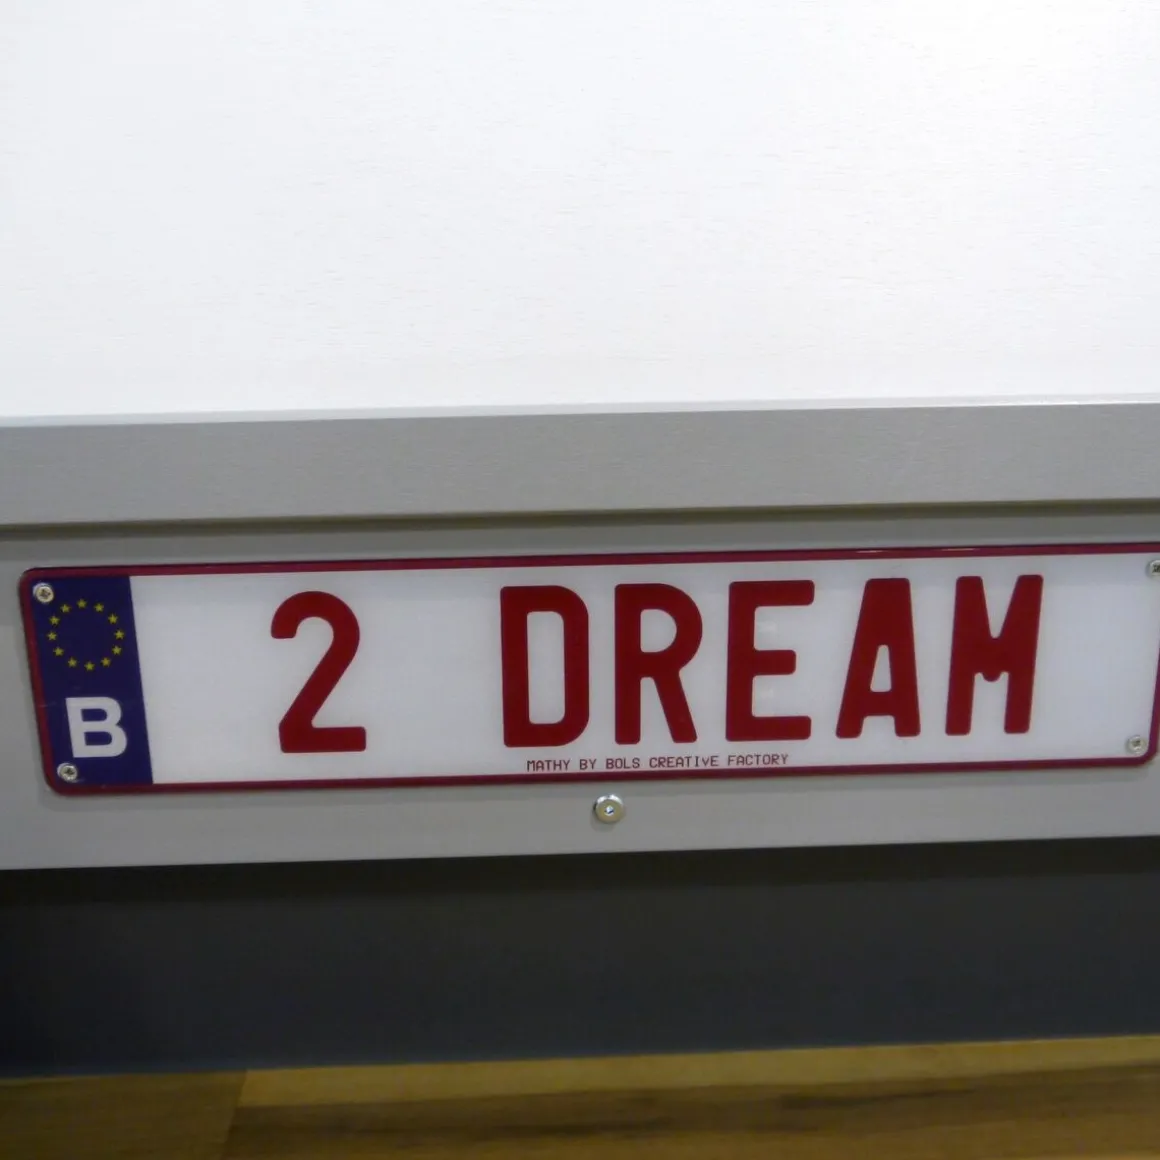 B
2 DREAM
MATHY BY BOLS CREATIVE FACTORY